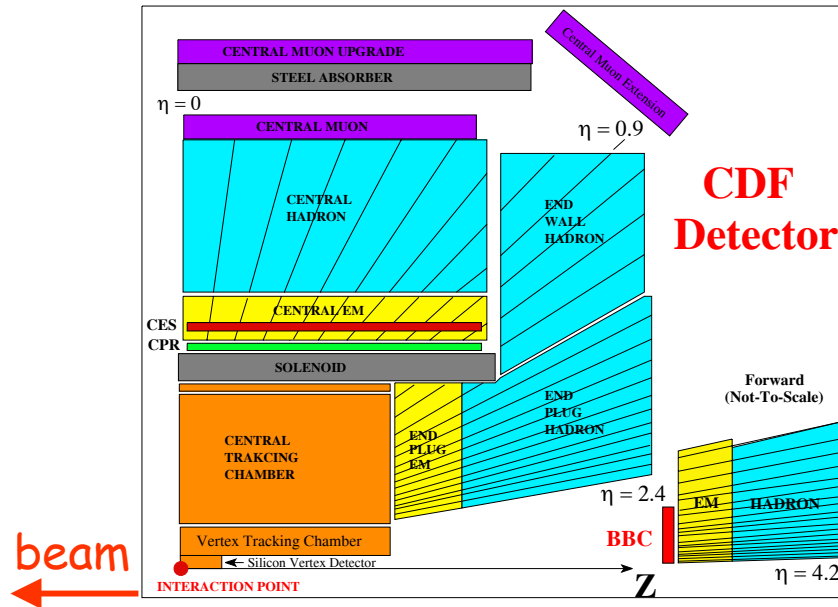 CENTRAL MUON UPGRADE
STEEL ABSORBER
Central Muon Extension
η = 0
CENTRAL MUON
η = 0.9
CDF
Detector
CENTRAL
HADRON
END
WALL
HADRON
CENTRAL EM
CES
CPR
SOLENOID
Forward
(Not-To-Scale)
CENTRAL
TRAKCING
CHAMBER
END
PLUG
EM
END
PLUG
HADRON
η = 2.4
EM
HADRON
BBC
Vertex Tracking Chamber
Silicon Vertex Detector
beam
INTERACTION POINT
Z
η = 4.2